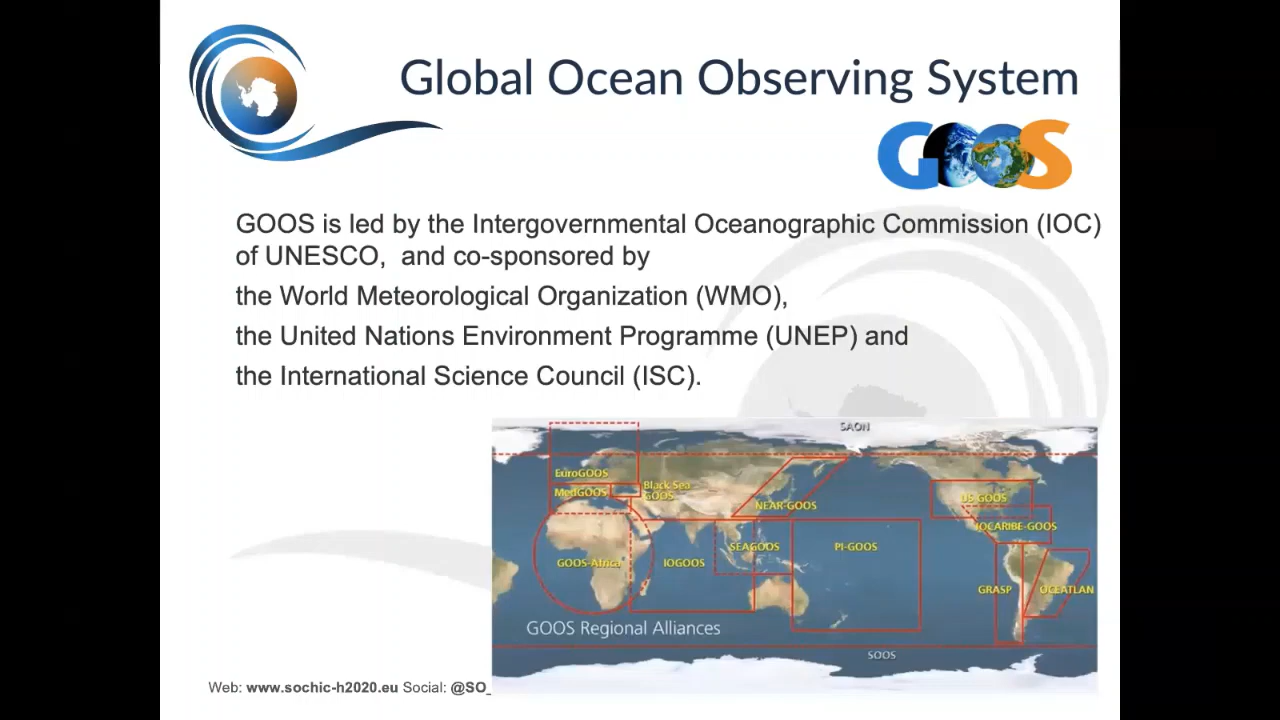 Global Ocean Observing System
GOOS
GOOS is led by the Intergovernmental Oceanographic Commission (IOC)
of UNESCO,  and co-sponsored by
the World Meteorological Organization (WMO),
the United Nations Environment Programme (UNEP) and
the International Science Council (ISC).
SAON
EuroGOOS
MedGOOS
Black Sea
GOOS
NEAR-GOOS
US GOOS
IOCARIBE-GOOS
SEAGOOS
PI-GOOS
GOOS-Africa
IOGOOS
GRASP
OCEATLAN
GOOS Regional Alliances
SOOS
Web: www.sochic-h2020.eu Social: @SO_